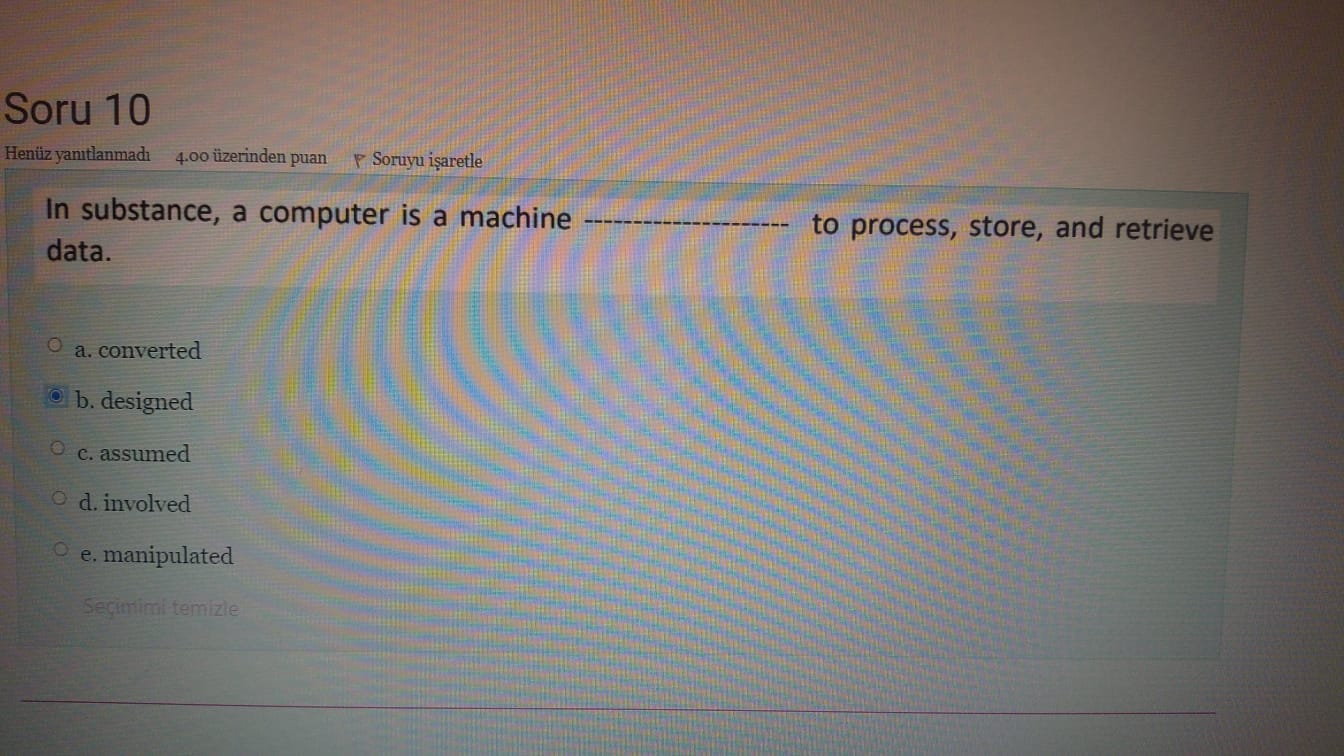 Soru 10
Henüz yanıtlanmadı 4.00 üzerinden puan Soruyu işaretle
In substance, a computer is a machine --------------------- to process, store, and retrieve
data.
a. converted
b. designed
c. assumed
d. involved
e. manipulated
Seçimimi temizle